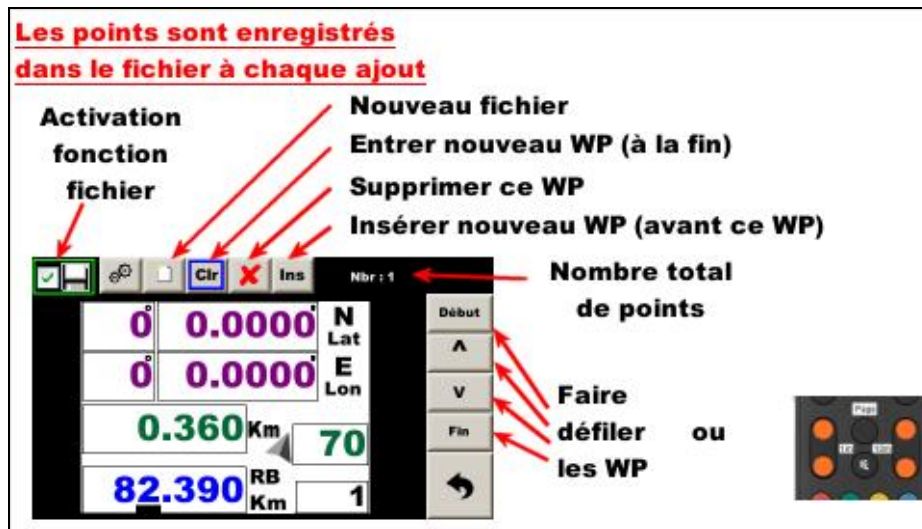 Les points sont enregistrés
dans le fichier à chaque ajout
Activation
fonction
fichier
Nouveau fichier
Entrer nouveau WP (à la fin)
Supprimer ce WP
Insérer nouveau WP (avant ce WP)
Clr
Ins
Nbr : 1
Nombre total
de points
0° 0.0000' N
Lat
0° 0.0000' E
Lon
0.360 Km 70
82.390 RB
Km 1
Début
Fin
Faire
défiler ou
les WP
Page